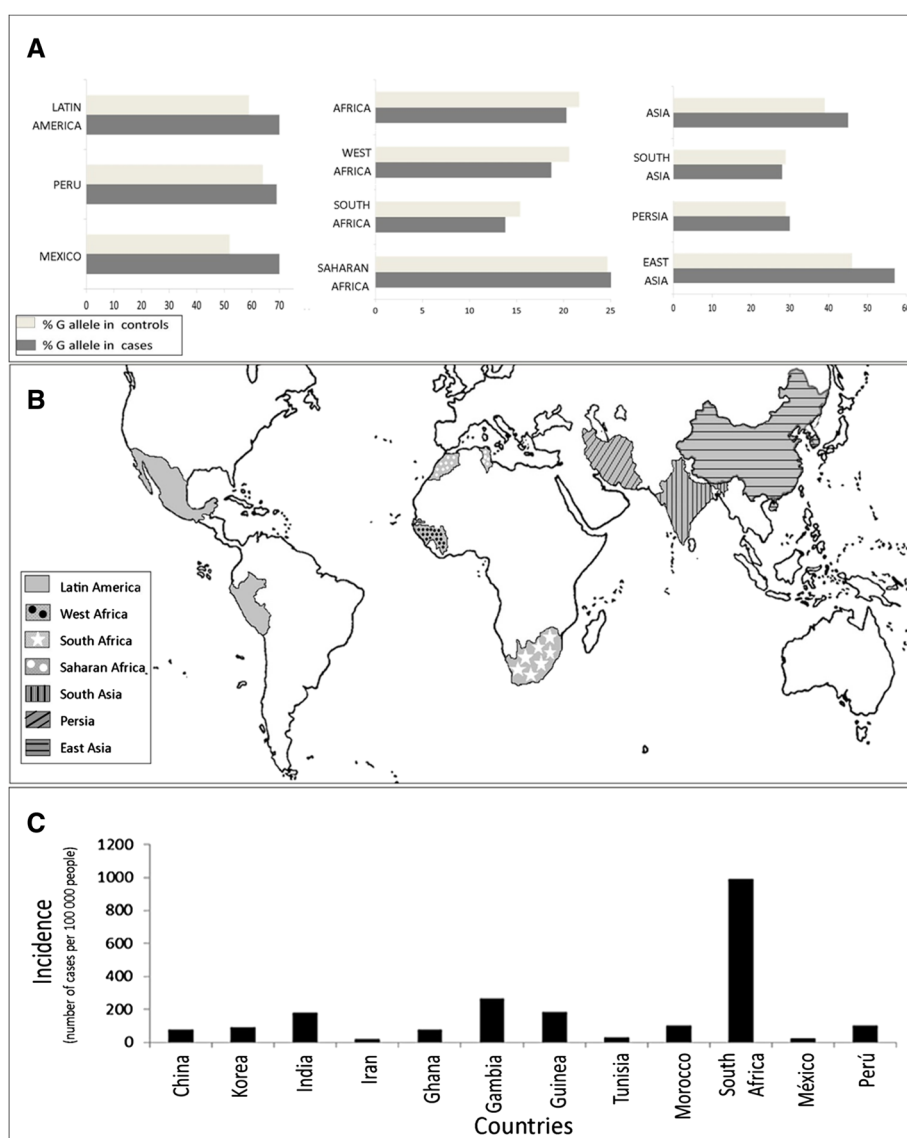 A
LATIN
AMERICA
PERU
MEXICO
0 10 20 30 40 50 60 70
% G allele in controls
% G allele in cases
AFRICA
WEST
AFRICA
SOUTH
AFRICA
SAHARAN
AFRICA
0 5 10 15 20 25
ASIA
SOUTH
ASIA
PERSIA
EAST
ASIA
0 10 20 30 40 50 60
B
Latin America
West Africa
South Africa
Saharan Africa
South Asia
Persia
East Asia
C
Incidence
(number of cases per 100 000 people)
1200
1000
800
600
400
200
0
China
Korea
India
Iran
Ghana
Gambia
Guinea
Tunisia
Morocco
South
Africa
México
Perú
Countries